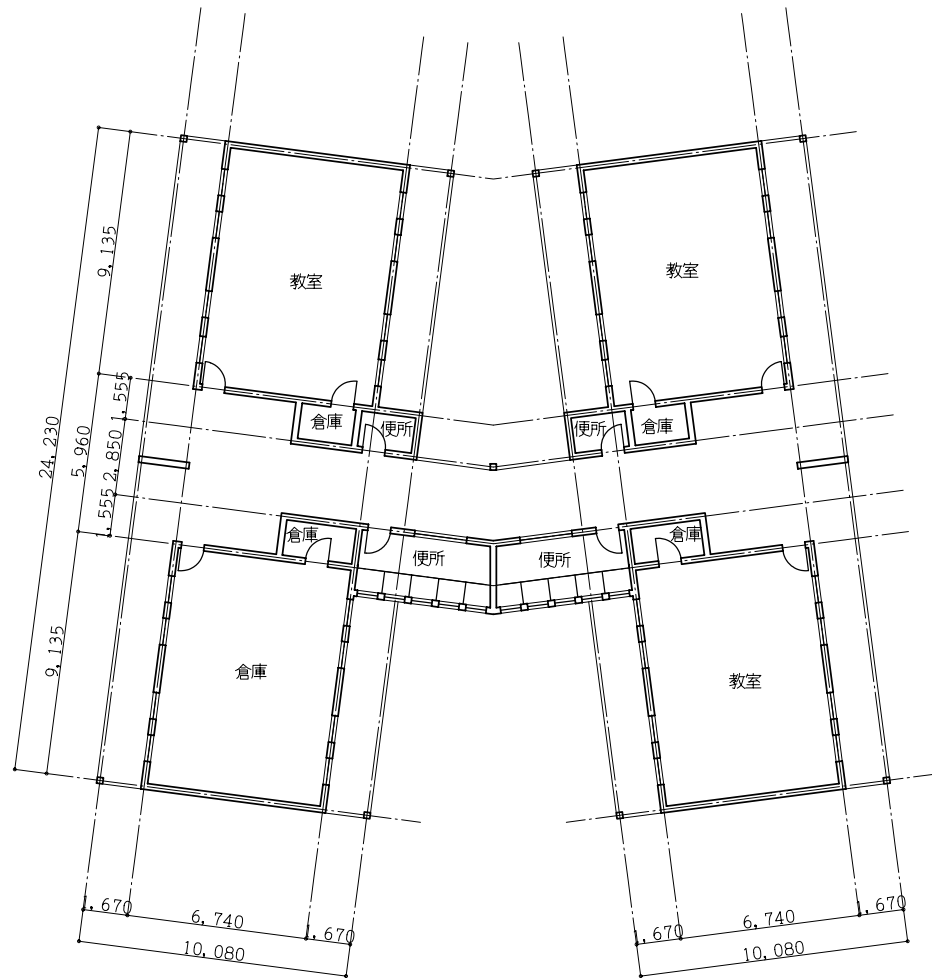 教室
教室
9,135
1,555
24,230
5,960
2,850
倉庫
便所
便所
倉庫
1,555
倉庫
便所
便所
倉庫
9,135
倉庫
教室
1,670
6,740
1,670
10,080
1,670
6,740
1,670
10,080